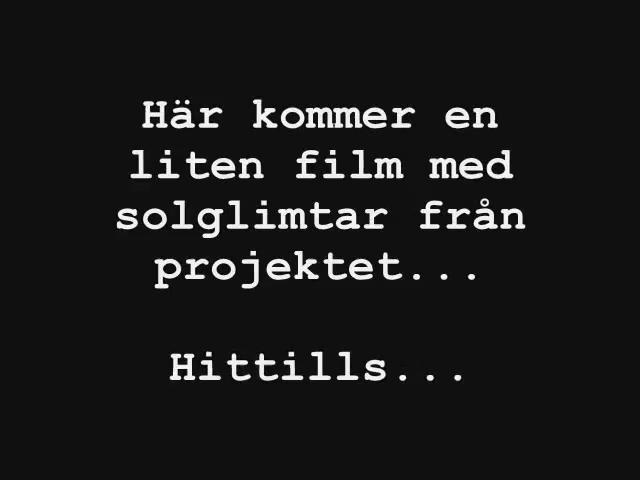 Här kommer en
liten film med
solglimtar från
projektet...
Hittills...